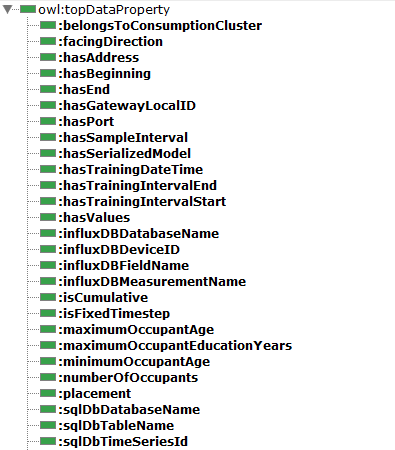 owl:topDataProperty
:belongsToConsumptionCluster
:facingDirection
:hasAddress
:hasBeginning
:hasEnd
:hasGatewayLocalID
:hasPort
:hasSampleInterval
:hasSerializedModel
:hasTrainingDateTime
:hasTrainingIntervalEnd
:hasTrainingIntervalStart
:hasValues
:influxDBDatabaseName
:influxDBDeviceID
:influxDBFieldName
:influxDBMeasurementName
:isCumulative
:isFixedTimestep
:maximumOccupantAge
:maximumOccupantEducationYears
:minimumOccupantAge
:numberOfOccupants
:placement
:sqlDbDatabaseName
:sqlDbTableName
:sqlDbTimeSeriesId